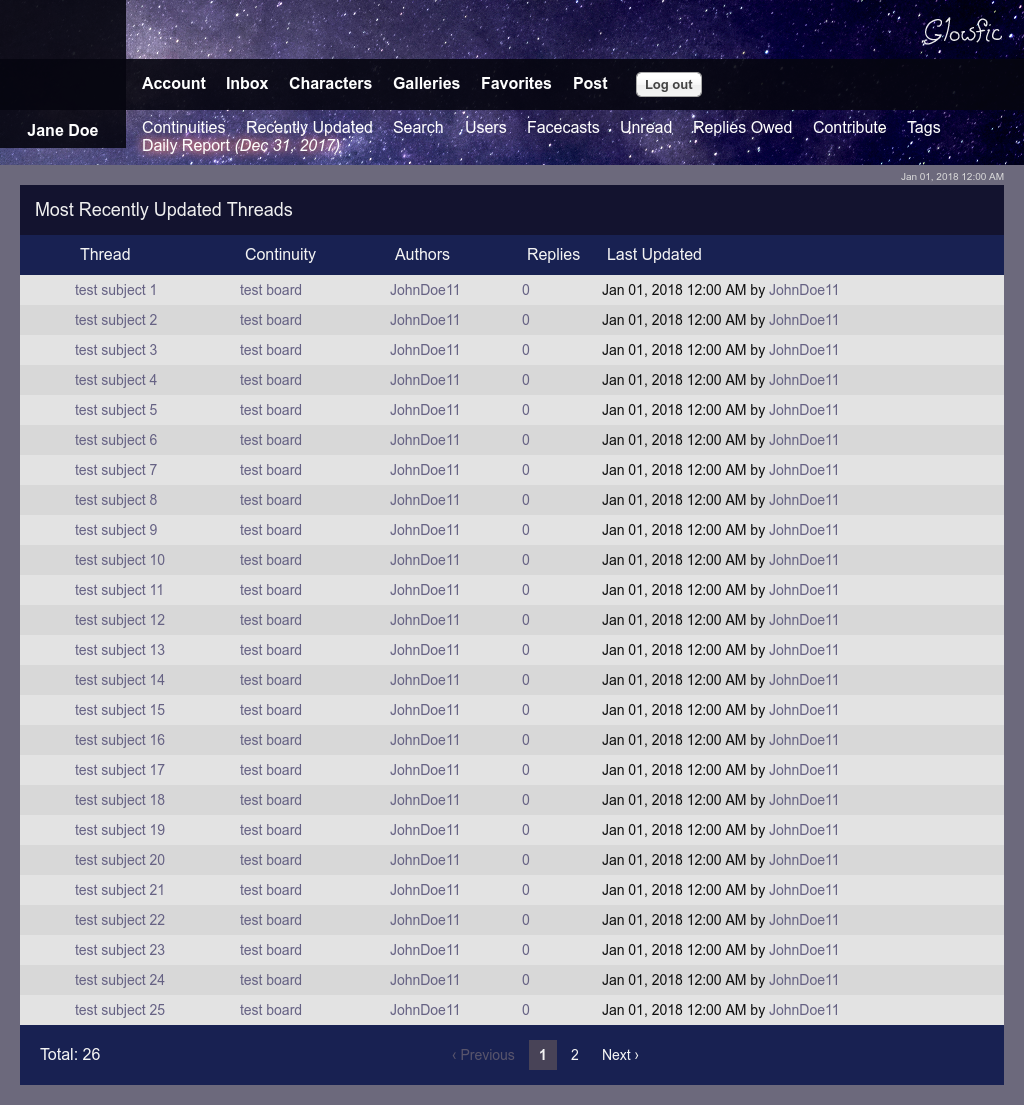 Glowfic
Account Inbox Characters Galleries Favorites Post Log out
Jane Doe
Continuities Recently Updated Search Users Facecasts Unread Replies Owed Contribute Tags
Daily Report (Dec 31, 2017)
Jan 01, 2018 12:00 AM
Most Recently Updated Threads
Thread Continuity Authors Replies Last Updated
test subject 1 test board JohnDoe11 0 Jan 01, 2018 12:00 AM by JohnDoe11
test subject 2 test board JohnDoe11 0 Jan 01, 2018 12:00 AM by JohnDoe11
test subject 3 test board JohnDoe11 0 Jan 01, 2018 12:00 AM by JohnDoe11
test subject 4 test board JohnDoe11 0 Jan 01, 2018 12:00 AM by JohnDoe11
test subject 5 test board JohnDoe11 0 Jan 01, 2018 12:00 AM by JohnDoe11
test subject 6 test board JohnDoe11 0 Jan 01, 2018 12:00 AM by JohnDoe11
test subject 7 test board JohnDoe11 0 Jan 01, 2018 12:00 AM by JohnDoe11
test subject 8 test board JohnDoe11 0 Jan 01, 2018 12:00 AM by JohnDoe11
test subject 9 test board JohnDoe11 0 Jan 01, 2018 12:00 AM by JohnDoe11
test subject 10 test board JohnDoe11 0 Jan 01, 2018 12:00 AM by JohnDoe11
test subject 11 test board JohnDoe11 0 Jan 01, 2018 12:00 AM by JohnDoe11
test subject 12 test board JohnDoe11 0 Jan 01, 2018 12:00 AM by JohnDoe11
test subject 13 test board JohnDoe11 0 Jan 01, 2018 12:00 AM by JohnDoe11
test subject 14 test board JohnDoe11 0 Jan 01, 2018 12:00 AM by JohnDoe11
test subject 15 test board JohnDoe11 0 Jan 01, 2018 12:00 AM by JohnDoe11
test subject 16 test board JohnDoe11 0 Jan 01, 2018 12:00 AM by JohnDoe11
test subject 17 test board JohnDoe11 0 Jan 01, 2018 12:00 AM by JohnDoe11
test subject 18 test board JohnDoe11 0 Jan 01, 2018 12:00 AM by JohnDoe11
test subject 19 test board JohnDoe11 0 Jan 01, 2018 12:00 AM by JohnDoe11
test subject 20 test board JohnDoe11 0 Jan 01, 2018 12:00 AM by JohnDoe11
test subject 21 test board JohnDoe11 0 Jan 01, 2018 12:00 AM by JohnDoe11
test subject 22 test board JohnDoe11 0 Jan 01, 2018 12:00 AM by JohnDoe11
test subject 23 test board JohnDoe11 0 Jan 01, 2018 12:00 AM by JohnDoe11
test subject 24 test board JohnDoe11 0 Jan 01, 2018 12:00 AM by JohnDoe11
test subject 25 test board JohnDoe11 0 Jan 01, 2018 12:00 AM by JohnDoe11
Total: 26 ‹ Previous 1 2 Next ›